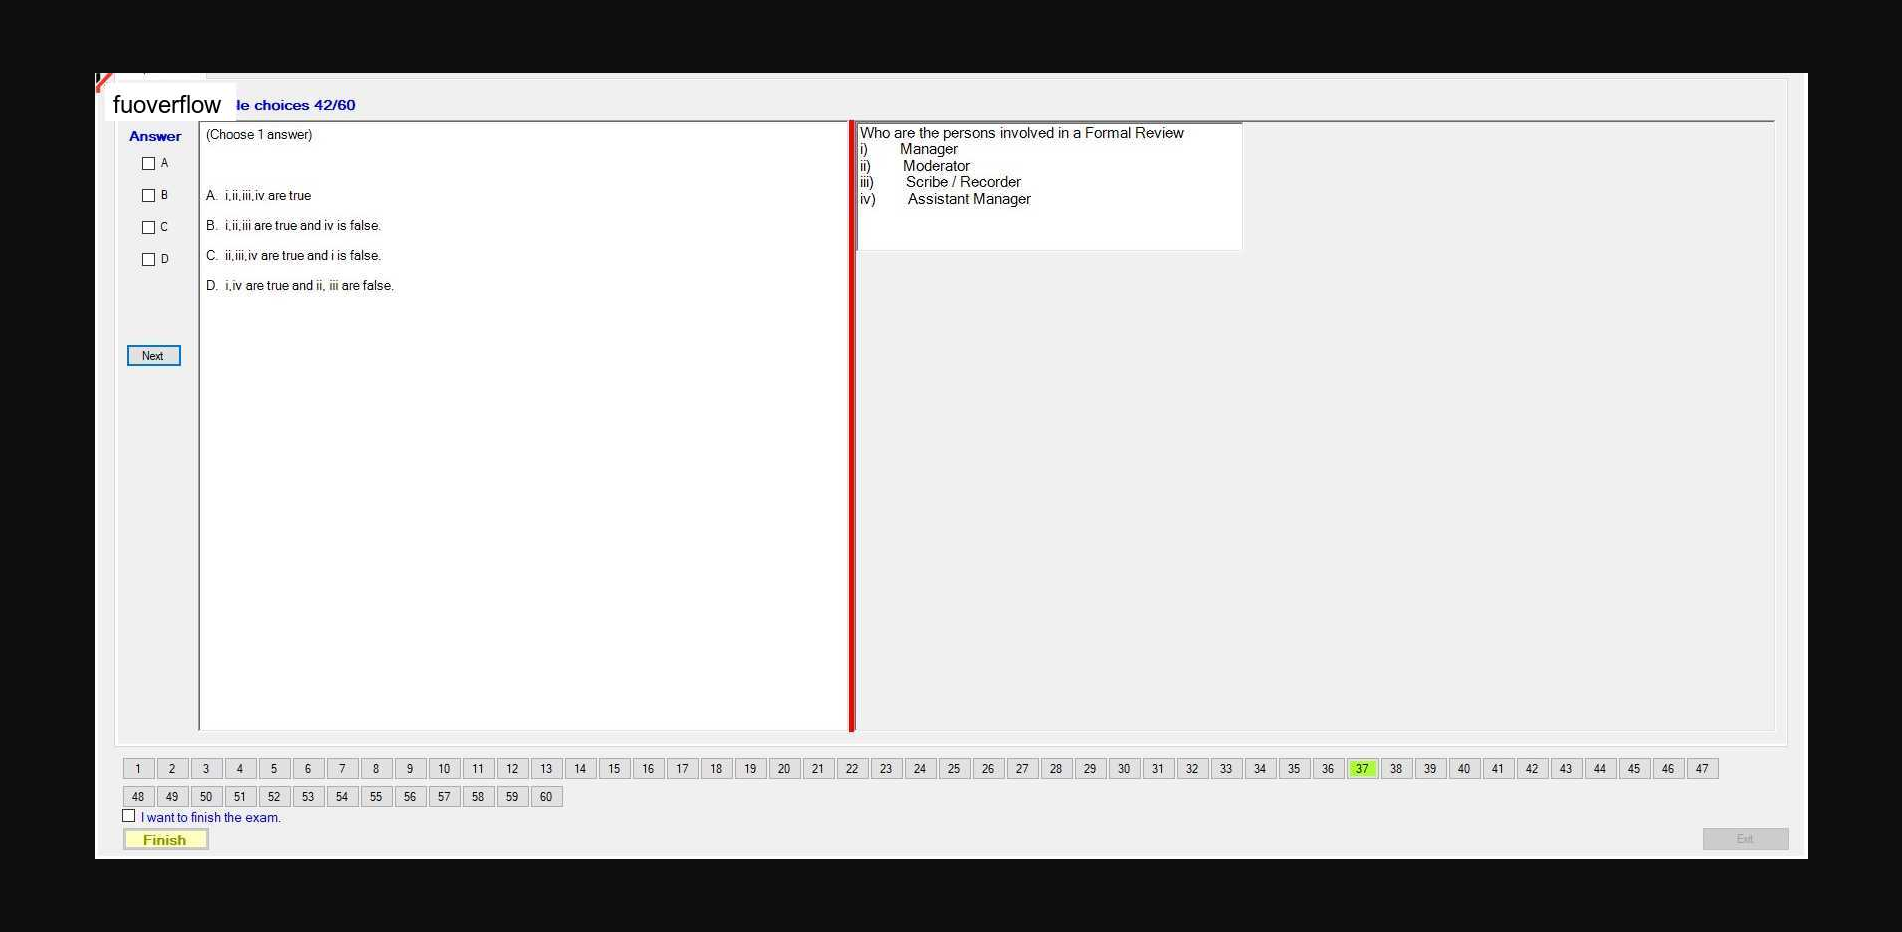 fuoverflow le choices 42/60
Answer
A
B
C
D
Next
(Choose 1 answer)
A. i,ii,iii,iv are true
B. i,ii,iii are true and iv is false.
C. ii,iii,iv are true and i is false.
D. i,iv are true and ii, iii are false.
Who are the persons involved in a Formal Review
i) Manager
ii) Moderator
iii) Scribe / Recorder
iv) Assistant Manager
1 2 3 4 5 6 7 8 9 10 11 12 13 14 15 16 17 18 19 20 21 22 23 24 25 26 27 28 29 30 31 32 33 34 35 36 37 38 39 40 41 42 43 44 45 46 47
48 49 50 51 52 53 54 55 56 57 58 59 60
I want to finish the exam.
Finish
Exit